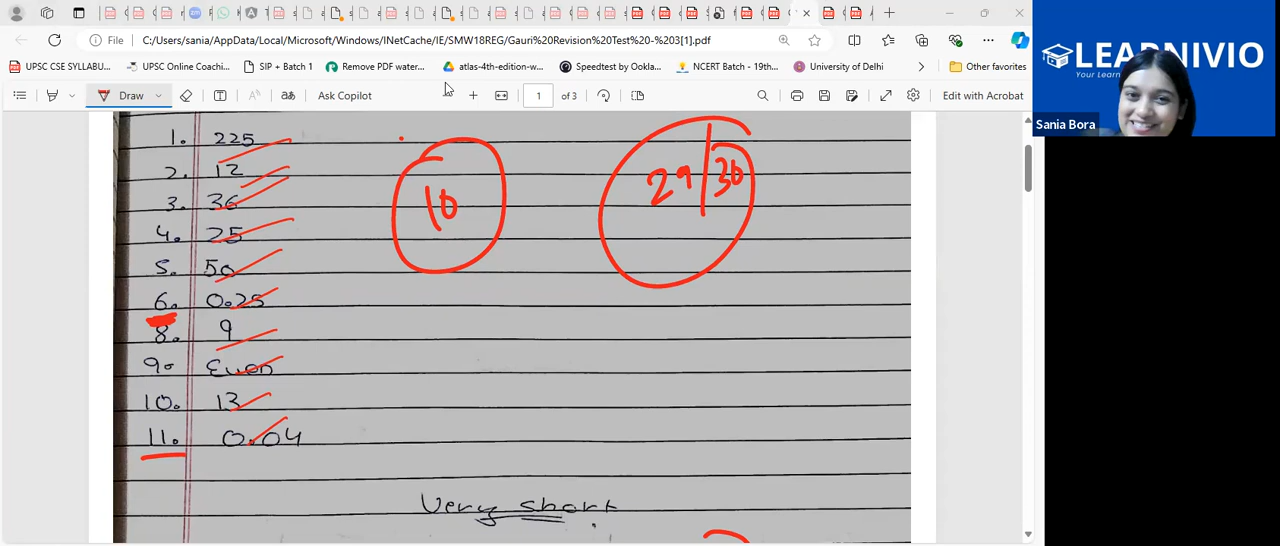 File C:/Users/sania/AppData/Local/Microsoft/Windows/INetCache/IE/SMW18REG/Gauri%20Revision%20Test%20-%203[1].pdf
UPSC CSE SYLLABU... UPSC Online Coachi... SIP + Batch 1 Remove PDF water... atlas-4th-edition-w... Speedtest by Ookla... NCERT Batch - 19th... University of Delhi Other favorites
Draw Ask Copilot 1 of 3 Edit with Acrobat
LEARNIVIO
Your Learn
Sania Bora
1. 225
2. 12
3. 36
4. 25
5. 50
6. 0.25
8. 9
9. Even
10. 13
11. 0.04
10
29/30
Very short